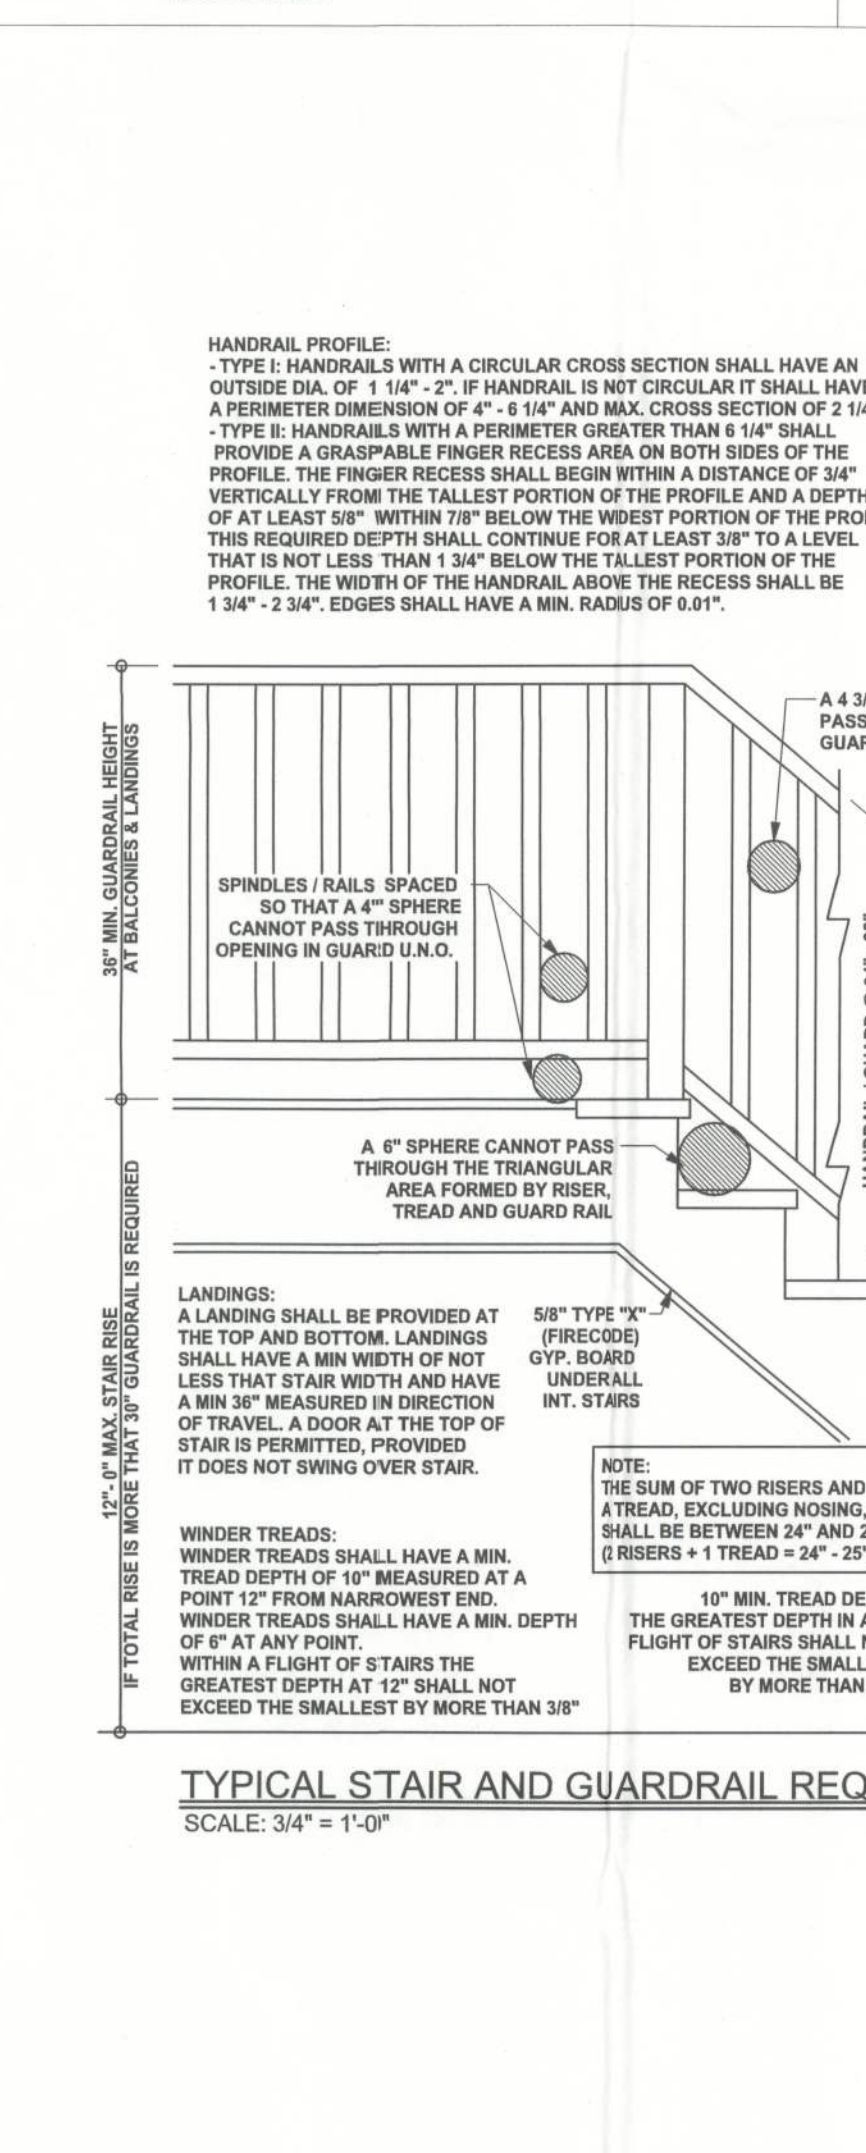 HANDRAIL PROFILE:
- TYPE I: HANDRAILS WITH A CIRCULAR CROSS SECTION SHALL HAVE AN
OUTSIDE DIA. OF 1 1/4" - 2". IF HANDRAIL IS NOT CIRCULAR IT SHALL HAVE
A PERIMETER DIMENSION OF 4" - 6 1/4" AND MAX. CROSS SECTION OF 2 1/4
- TYPE II: HANDRAILS WITH A PERIMETER GREATER THAN 6 1/4" SHALL
PROVIDE A GRASPABLE FINGER RECESS AREA ON BOTH SIDES OF THE
PROFILE. THE FINGER RECESS SHALL BEGIN WITHIN A DISTANCE OF 3/4"
VERTICALLY FROM THE TALLEST PORTION OF THE PROFILE AND A DEPTH
OF AT LEAST 5/8" WITHIN 7/8" BELOW THE WIDEST PORTION OF THE PRO
THIS REQUIRED DEPTH SHALL CONTINUE FOR AT LEAST 3/8" TO A LEVEL
THAT IS NOT LESS THAN 1 3/4" BELOW THE TALLEST PORTION OF THE
PROFILE. THE WIDTH OF THE HANDRAIL ABOVE THE RECESS SHALL BE
1 3/4" - 2 3/4". EDGES SHALL HAVE A MIN. RADIUS OF 0.01".
A 4 3/
PASS
GUAR
36" MIN. GUARDRAIL HEIGHT
AT BALCONIES & LANDINGS
SPINDLES / RAILS SPACED
SO THAT A 4" SPHERE
CANNOT PASS THROUGH
OPENING IN GUARD U.N.O.
A 6" SPHERE CANNOT PASS
THROUGH THE TRIANGULAR
AREA FORMED BY RISER,
TREAD AND GUARD RAIL
12"- 0" MAX. STAIR RISE
IF TOTAL RISE IS MORE THAT 30" GUARDRAIL IS REQUIRED
LANDINGS:
A LANDING SHALL BE PROVIDED AT
THE TOP AND BOTTOM. LANDINGS
SHALL HAVE A MIN WIDTH OF NOT
LESS THAT STAIR WIDTH AND HAVE
A MIN 36" MEASURED IN DIRECTION
OF TRAVEL. A DOOR AT THE TOP OF
STAIR IS PERMITTED, PROVIDED
IT DOES NOT SWING OVER STAIR.
5/8" TYPE "X"
(FIRECODE)
GYP. BOARD
UNDERALL
INT. STAIRS
NOTE:
THE SUM OF TWO RISERS AND
A TREAD, EXCLUDING NOSING,
SHALL BE BETWEEN 24" AND 2
(2 RISERS + 1 TREAD = 24" - 25"
WINDER TREADS:
WINDER TREADS SHALL HAVE A MIN.
TREAD DEPTH OF 10" MEASURED AT A
POINT 12" FROM NARROWEST END.
WINDER TREADS SHALL HAVE A MIN. DEPTH
OF 6" AT ANY POINT.
WITHIN A FLIGHT OF STAIRS THE
GREATEST DEPTH AT 12" SHALL NOT
EXCEED THE SMALLEST BY MORE THAN 3/8"
10" MIN. TREAD DE
THE GREATEST DEPTH IN A
FLIGHT OF STAIRS SHALL N
EXCEED THE SMALL
BY MORE THAN
TYPICAL STAIR AND GUARDRAIL REQ
SCALE: 3/4" = 1'-0"